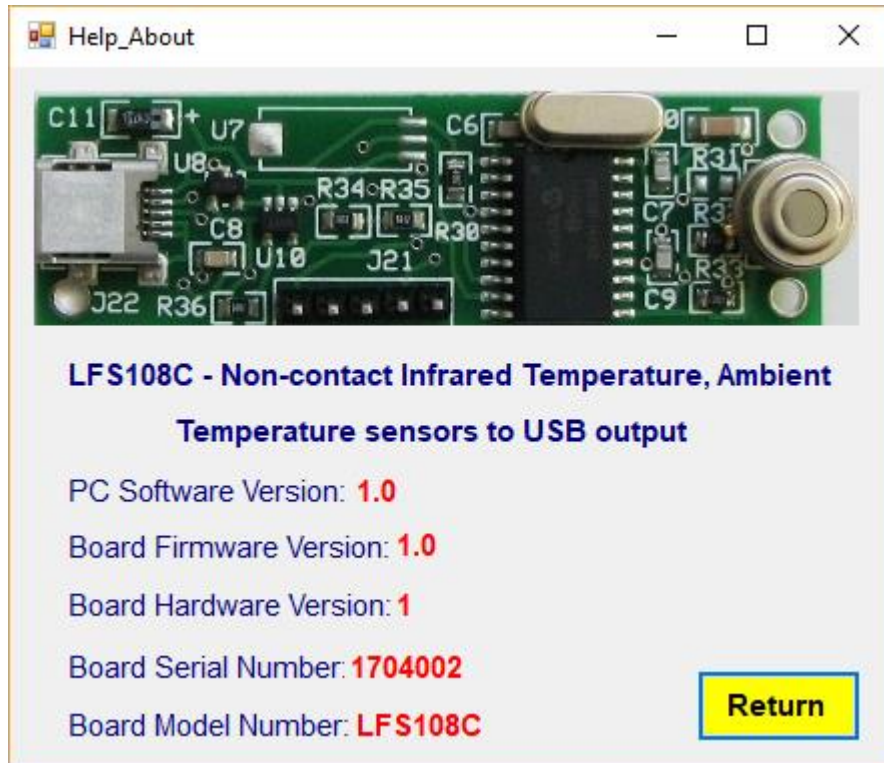 Help_About
C11
+
U7
C6
U8
R31
R34
R35
C7
C8
R30
U10
J21
R33
J22
R36
C9
LFS108C - Non-contact Infrared Temperature, Ambient
Temperature sensors to USB output
PC Software Version: 1.0
Board Firmware Version: 1.0
Board Hardware Version: 1
Board Serial Number: 1704002
Return
Board Model Number: LFS108C